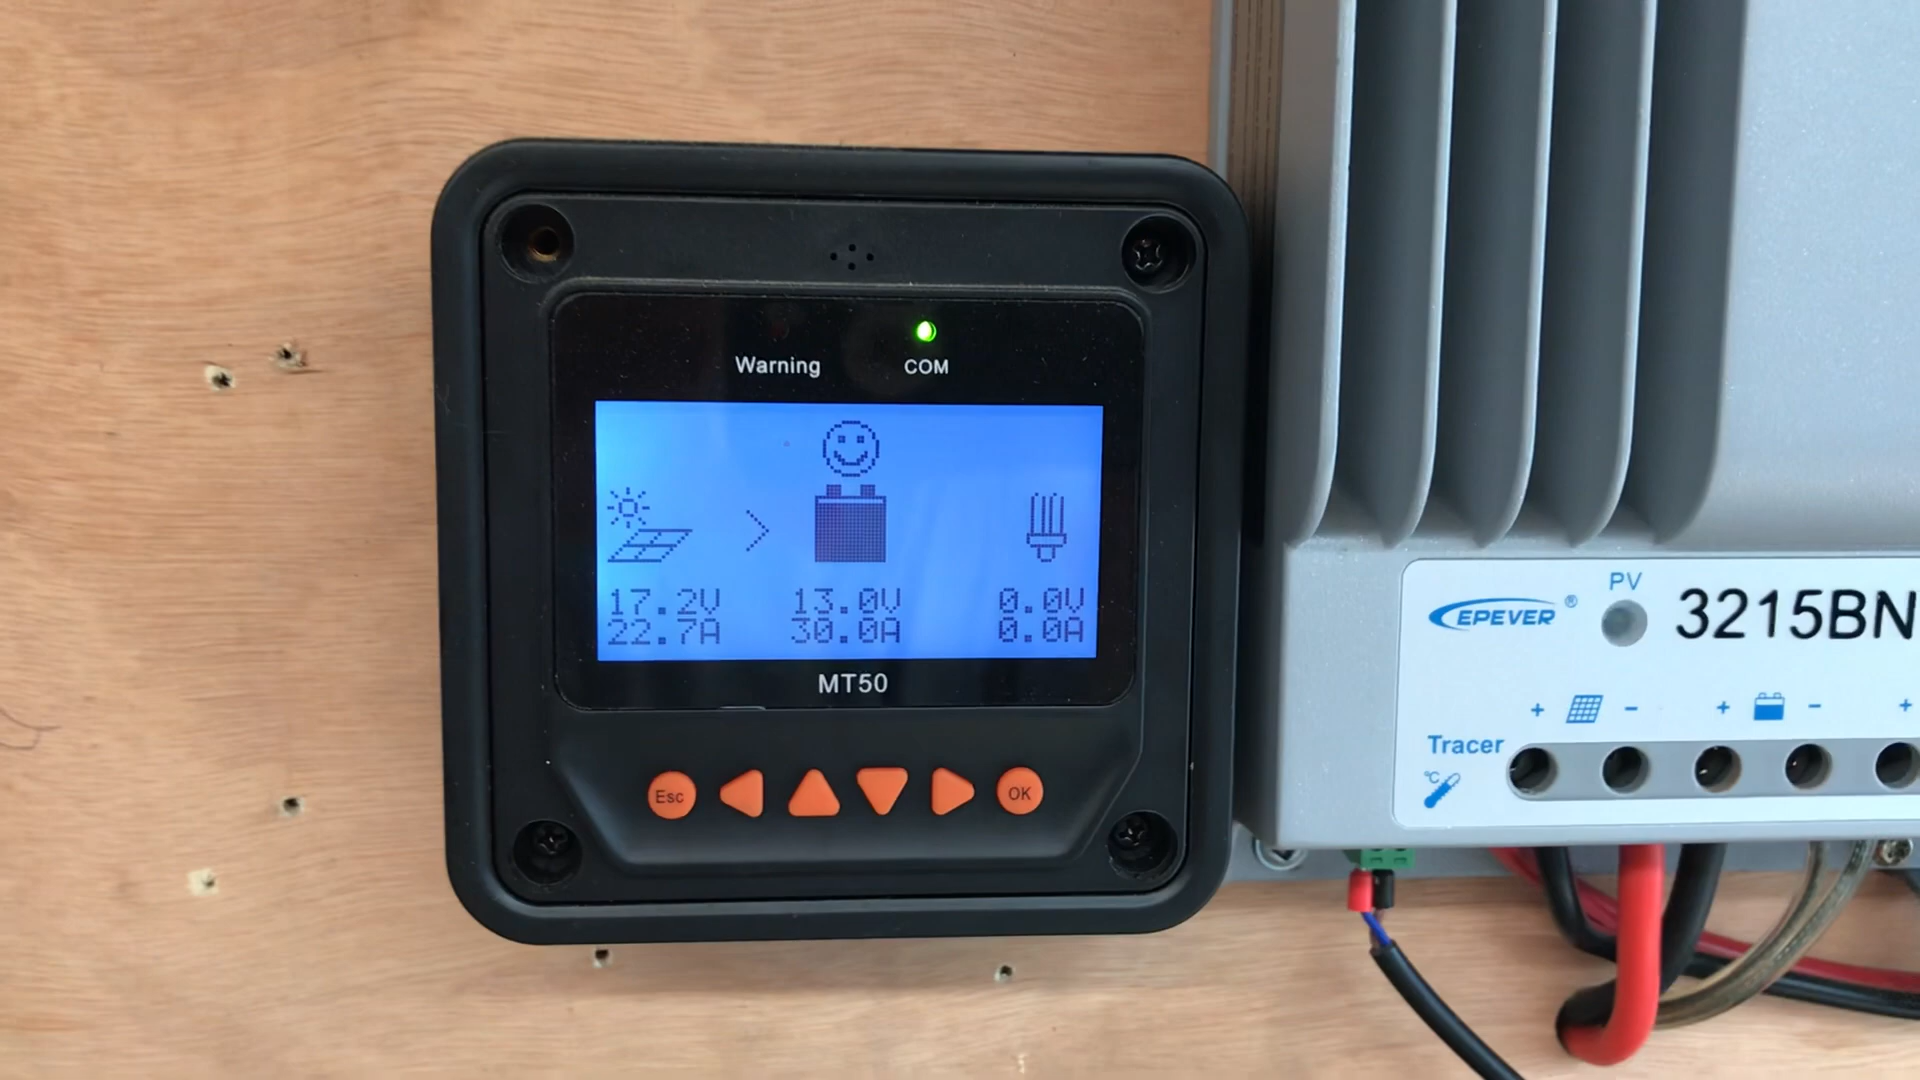 Warning COM
17.2V 13.0V 0.0V
22.7A 30.0A 0.0A
MT50
Esc OK
PV
EPEVER ® 3215BN
+ - + - +
Tracer
°C